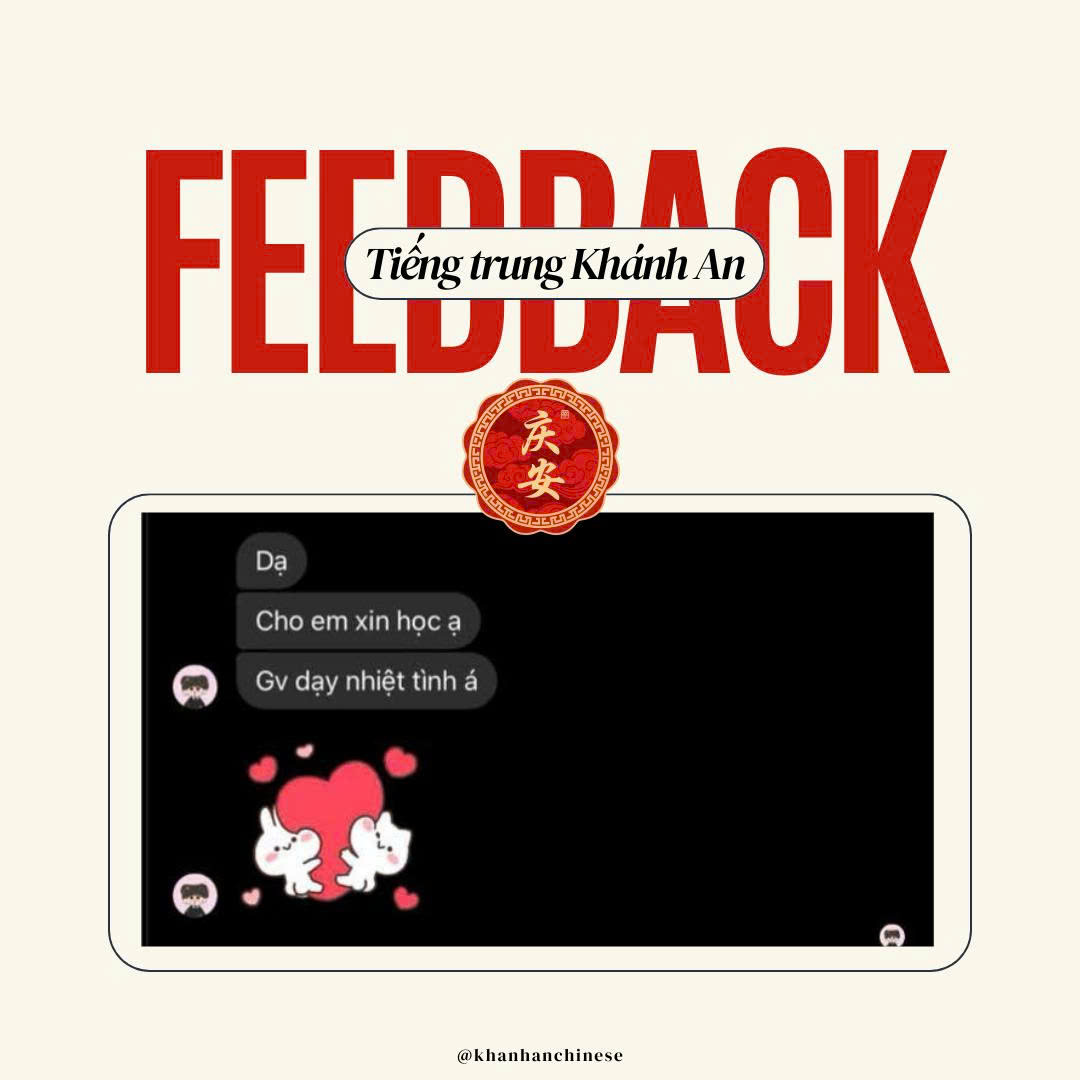 FEEDBACK
Tiếng trung Khánh An
庆
安
Dạ
Cho em xin học ạ
Gv dạy nhiệt tình á
@khanhanchinese